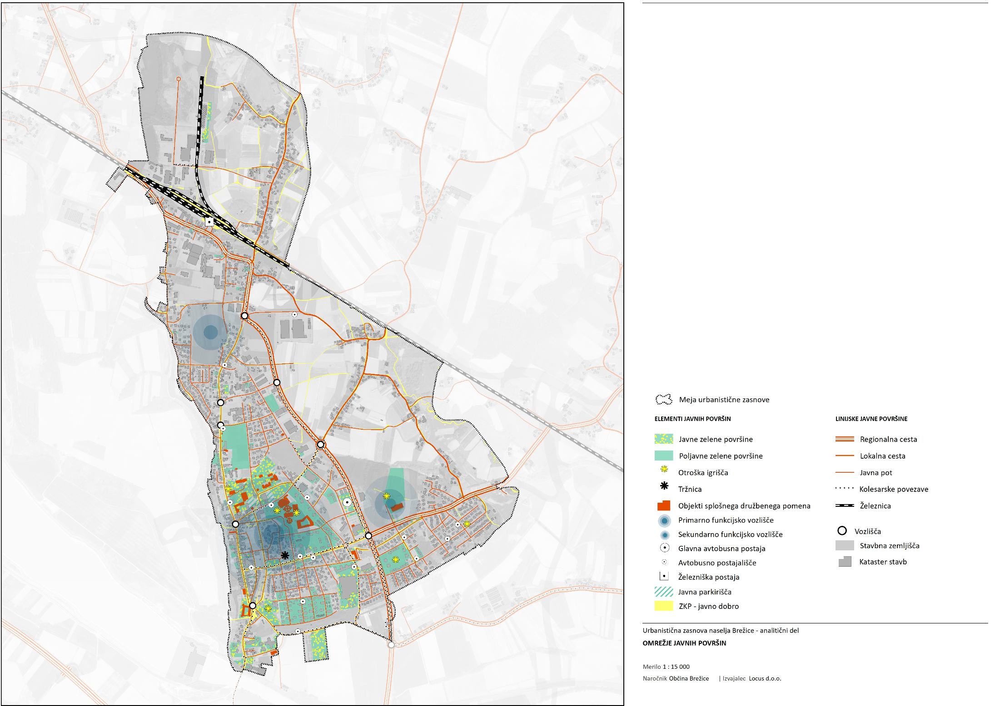 Meja urbanistične zasnove
ELEMENTI JAVNIH POVRŠIN
Javne zelene površine
Poljavne zelene površine
Otroška igrišča
Tržnica
Objekti splošnega družbenega pomena
Primarno funkcijsko vozlišče
Sekundarno funkcijsko vozlišče
Glavna avtobusna postaja
Avtobusno postajališče
Železniška postaja
Javna parkirišča
ZKP - javno dobro
LINIJSKE JAVNE POVRŠINE
Regionalna cesta
Lokalna cesta
Javna pot
Kolesarske povezave
Železnica
Vozlišča
Stavbna zemljišča
Kataster stavb
Urbanistična zasnova naselja Brežice - analitični del
OMREŽJE JAVNIH POVRŠIN
Merilo 1 : 15 000
Naročnik Občina Brežice | Izvajalec Locus d.o.o.